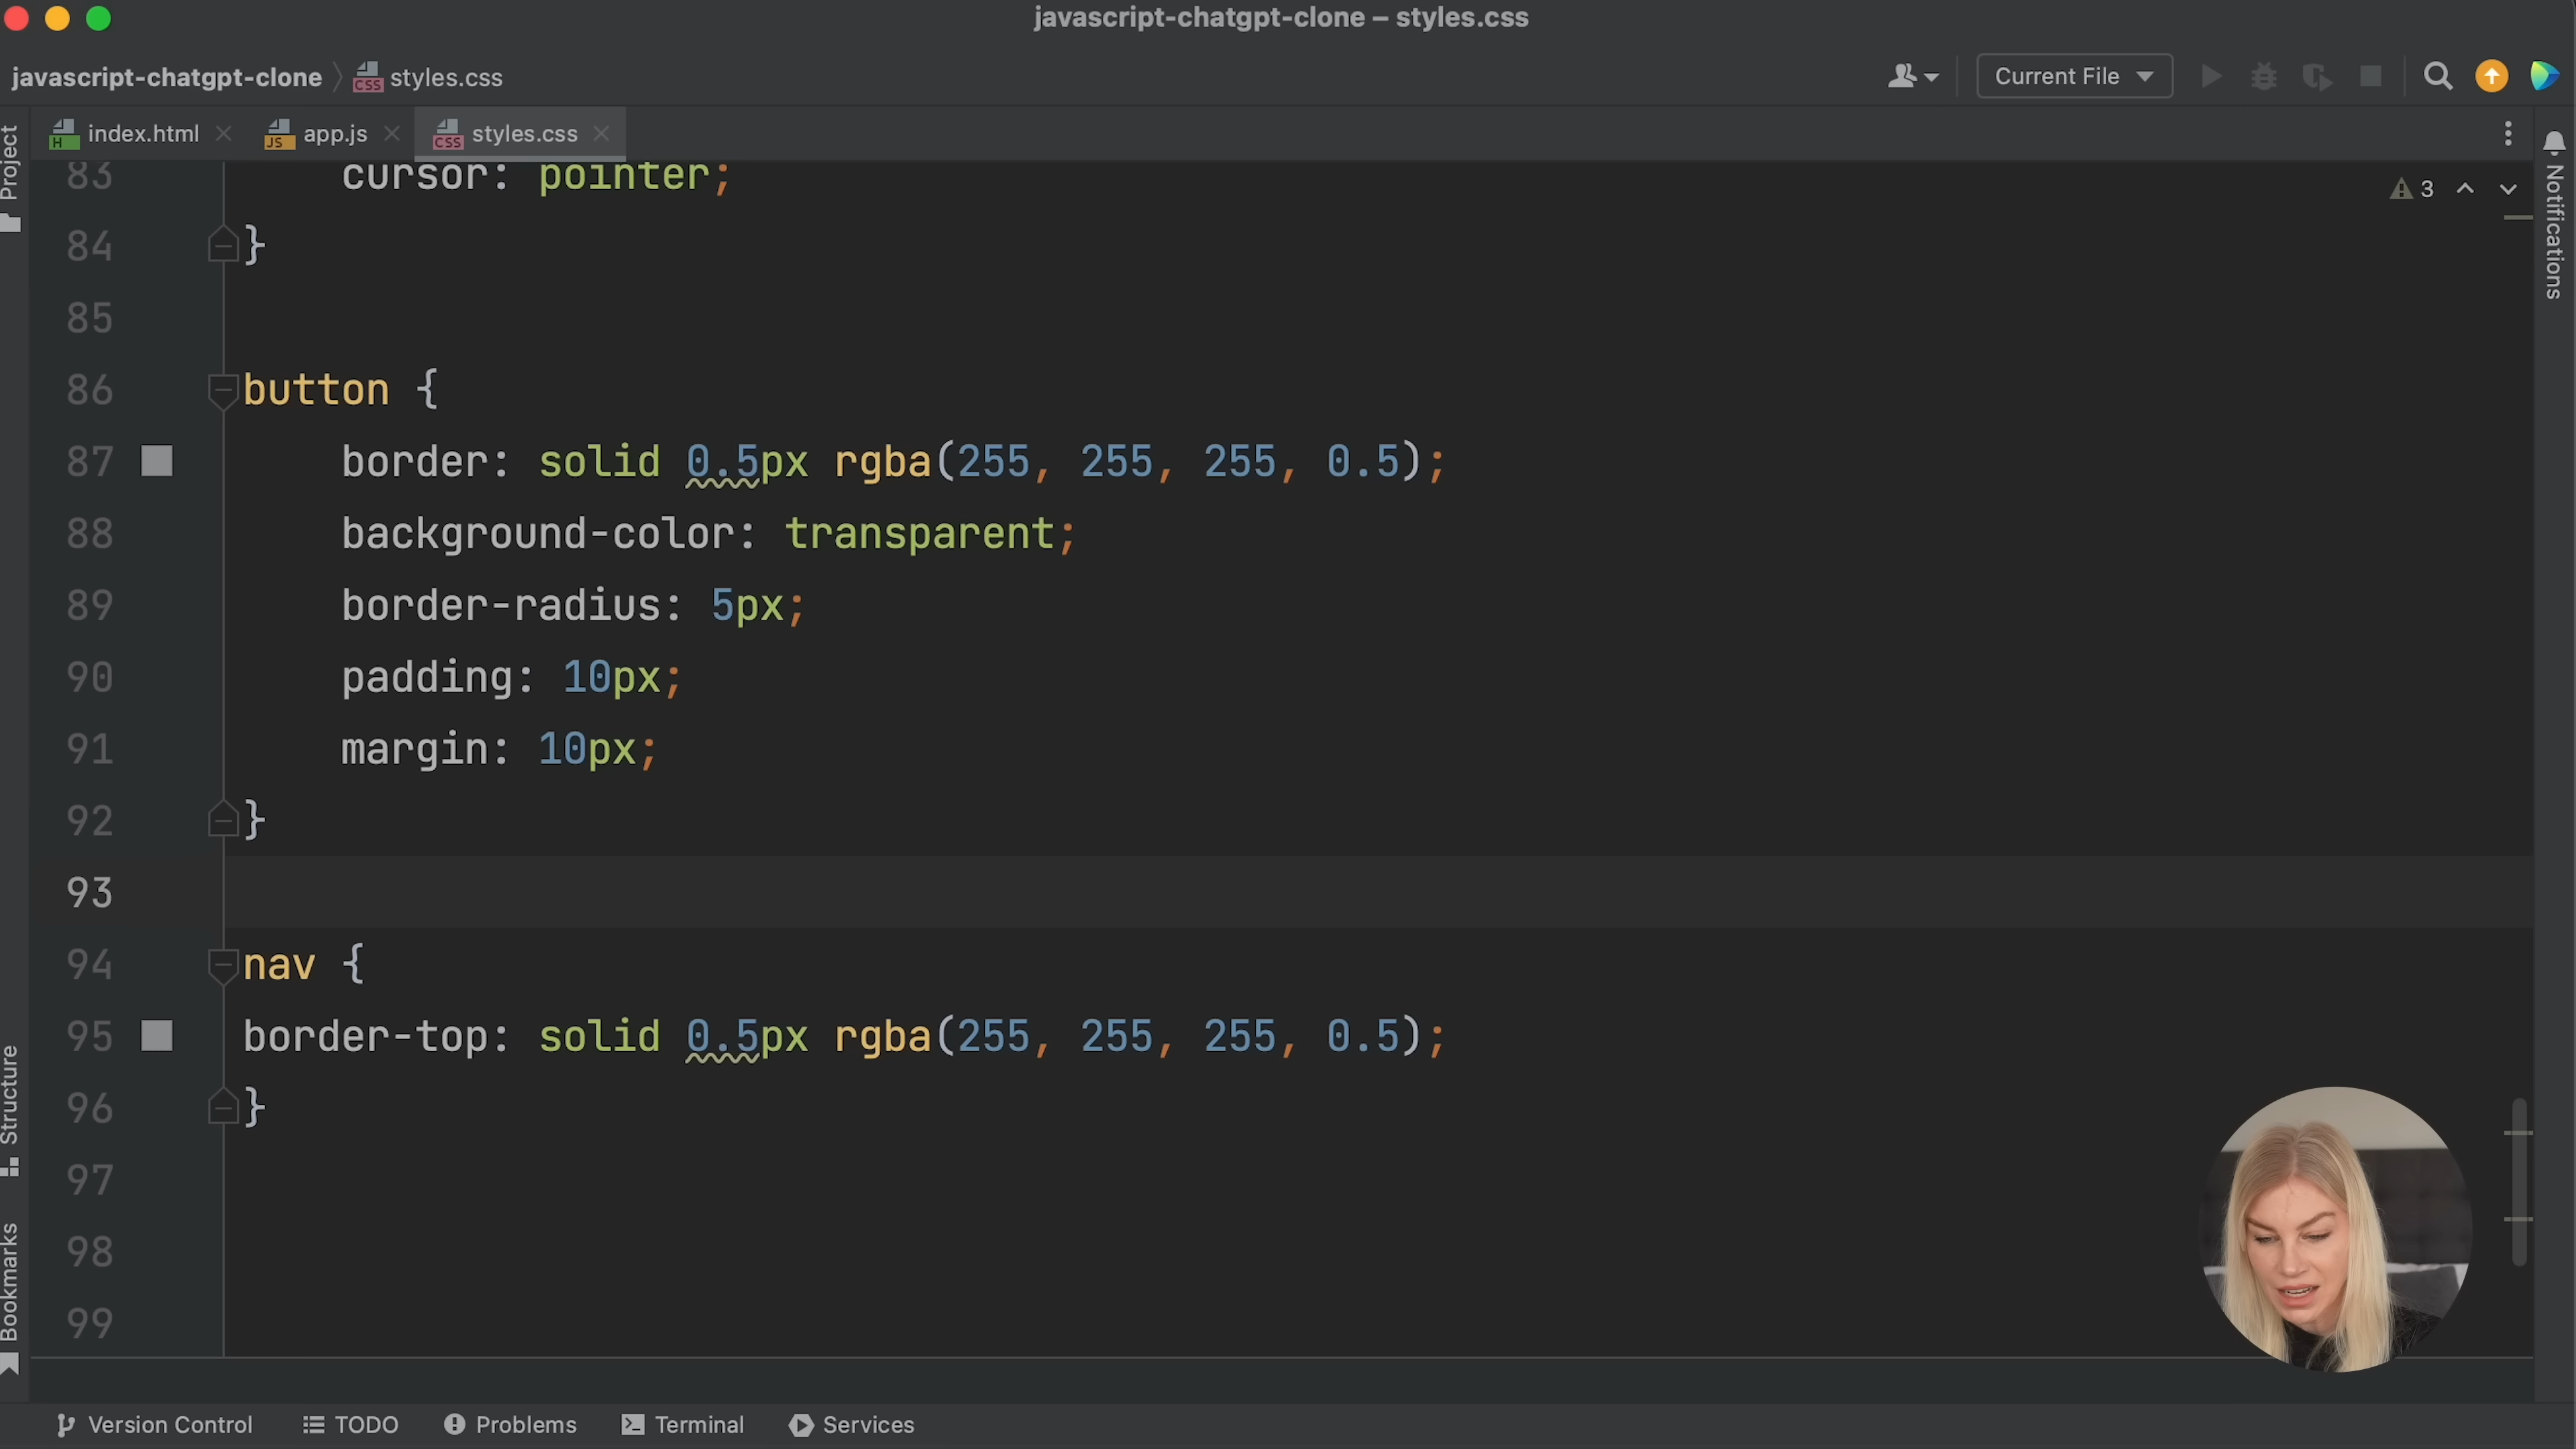 javascript-chatgpt-clone – styles.css
javascript-chatgpt-clone
CSS
styles.css
Current File
H
index.html
JS
app.js
CSS
styles.css
Project
Notifications
3
83 cursor: pointer;
84 }
85
86 button {
87 border: solid 0.5px rgba(255, 255, 255, 0.5);
88 background-color: transparent;
89 border-radius: 5px;
90 padding: 10px;
91 margin: 10px;
92 }
93
94 nav {
95 border-top: solid 0.5px rgba(255, 255, 255, 0.5);
96 }
97
98
99
Structure
Bookmarks
Version Control
TODO
Problems
Terminal
Services